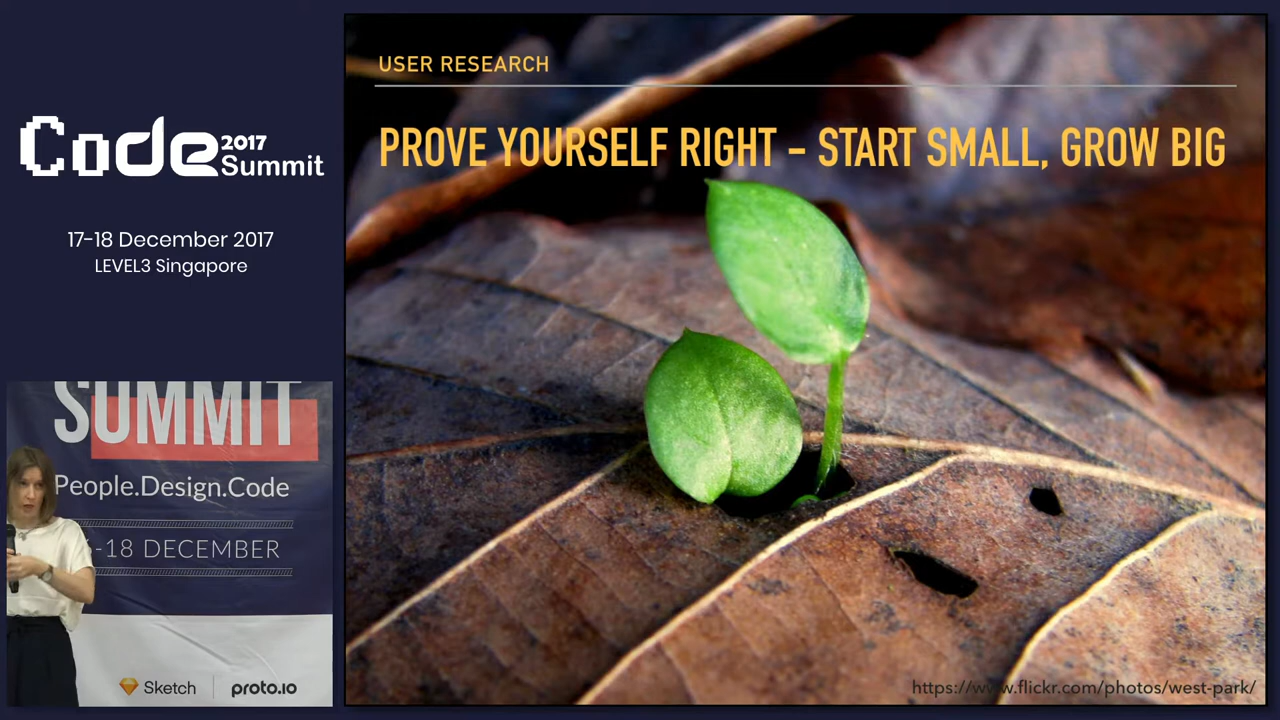 Code 2017 Summit
17-18 December 2017
LEVEL3 Singapore
SUMMIT
People.Design.Code
-18 DECEMBER
Sketch
proto.io
USER RESEARCH
PROVE YOURSELF RIGHT – START SMALL, GROW BIG
https://www.flickr.com/photos/west-park/